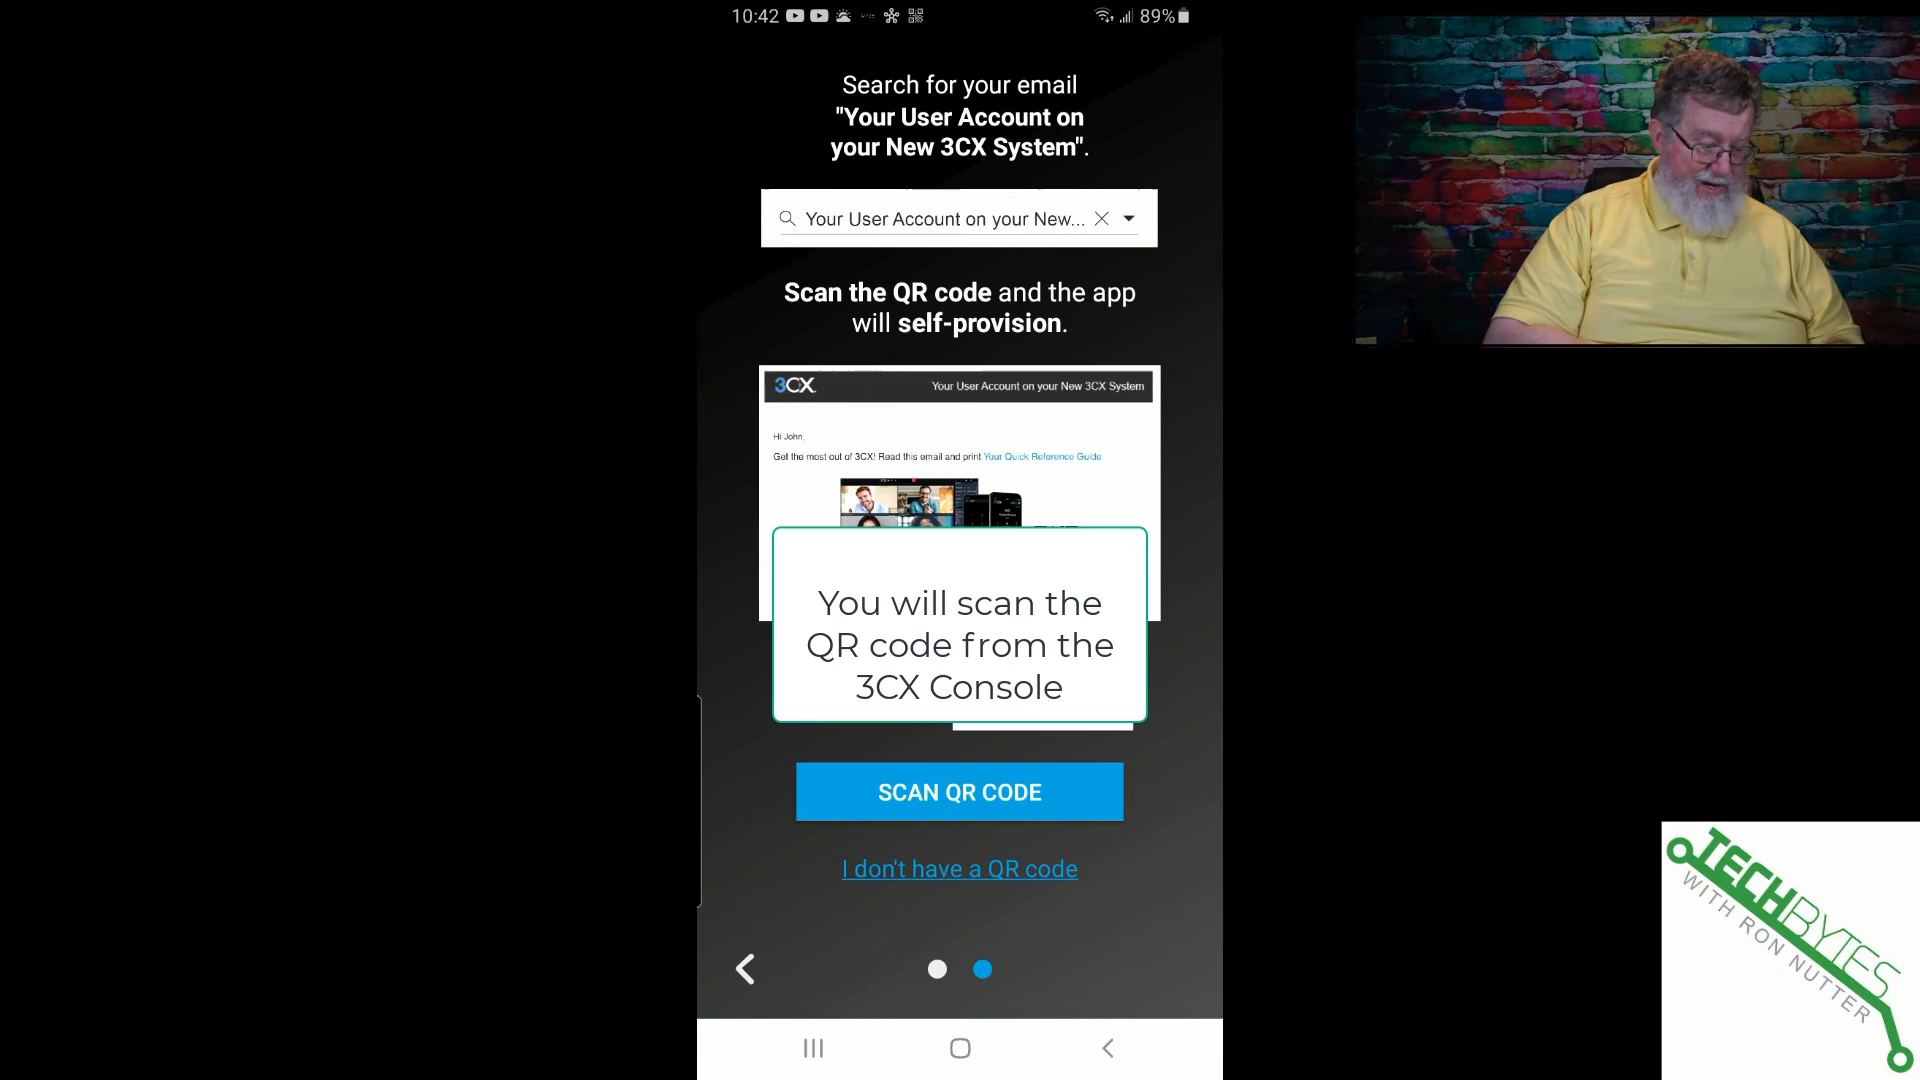 10:42
89%
Search for your email
"Your User Account on
your New 3CX System".
Your User Account on your New...
Scan the QR code and the app
will self-provision.
3CX
Your User Account on your New 3CX System
Hi John,
Get the most out of 3CX! Read this email and print Your Quick Reference Guide
You will scan the
QR code from the
3CX Console
SCAN QR CODE
I don't have a QR code
TECHBYTES
WITH RON NUTTER